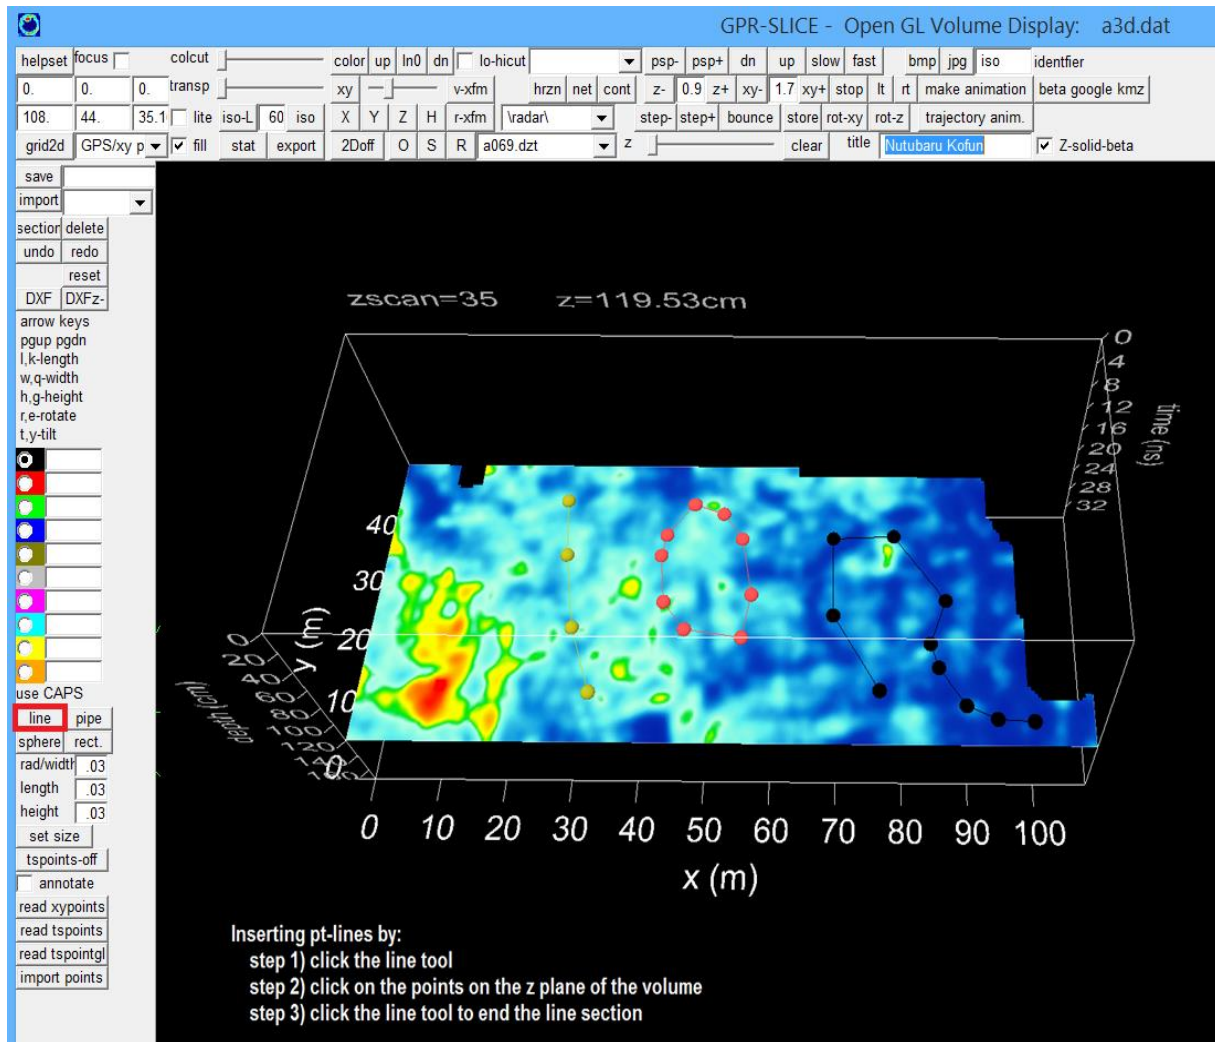 GPR-SLICE - Open GL Volume Display: a3d.dat
helpset focus colcut color up ln0 dn lo-hicut psp- psp+ dn up slow fast bmp jpg iso identfier
0. 0. 0. transp xy v-xfm hrzn net cont z- 0.9 z+ xy- 1.7 xy+ stop lt rt make animation beta google kmz
108. 44. 35.1 lite iso-L 60 iso X Y Z H r-xfm \radar\ step- step+ bounce store rot-xy rot-z trajectory anim.
grid2d GPS/xy p fill stat export 2Doff O S R a069.dzt z clear title Nutubaru Kofun Z-solid-beta
save
import
section delete
undo redo
reset
DXF DXFz-
arrow keys
pgup pgdn
l,k-length
w,q-width
h,g-height
r,e-rotate
t,y-tilt
use CAPS
line pipe
sphere rect.
rad/width .03
length .03
height .03
set size
tspoints-off
annotate
read xypoints
read tspoints
read tspointgl
import points
zscan=35 z=119.53cm
0
4
8
12
16
20
24
28
32
time (ns)
40
30
20
10
0
y (m)
0
20
40
60
80
100
120
depth (cm)
0 10 20 30 40 50 60 70 80 90 100
x (m)
Inserting pt-lines by:
step 1) click the line tool
step 2) click on the points on the z plane of the volume
step 3) click the line tool to end the line section